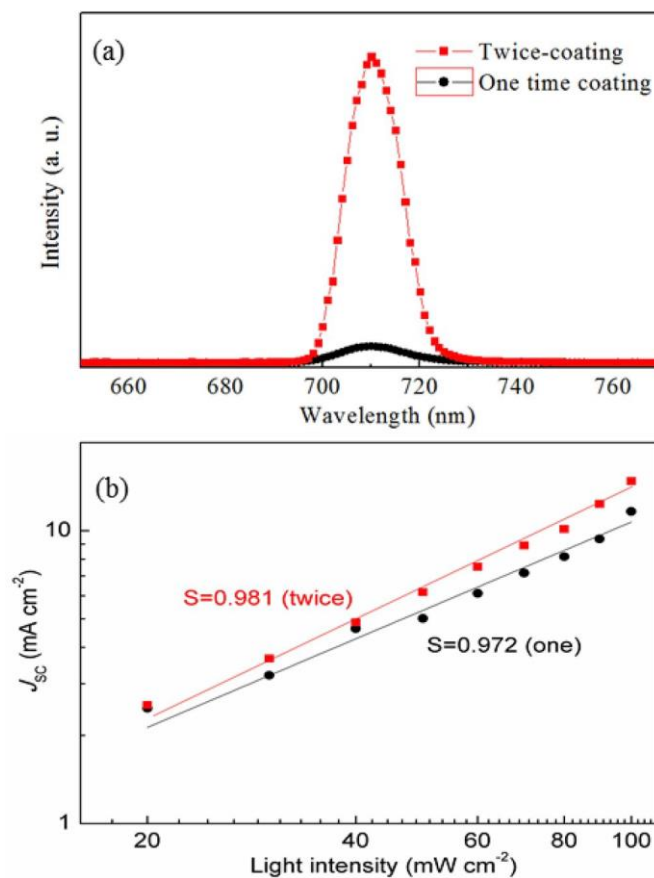 (a)
Twice-coating
One time coating
Intensity (a. u.)
660 680 700 720 740 760
Wavelength (nm)
(b)
10
S=0.981 (twice)
S=0.972 (one)
J_SC (mA cm⁻²)
1
20 40 60 80 100
Light intensity (mW cm⁻²)